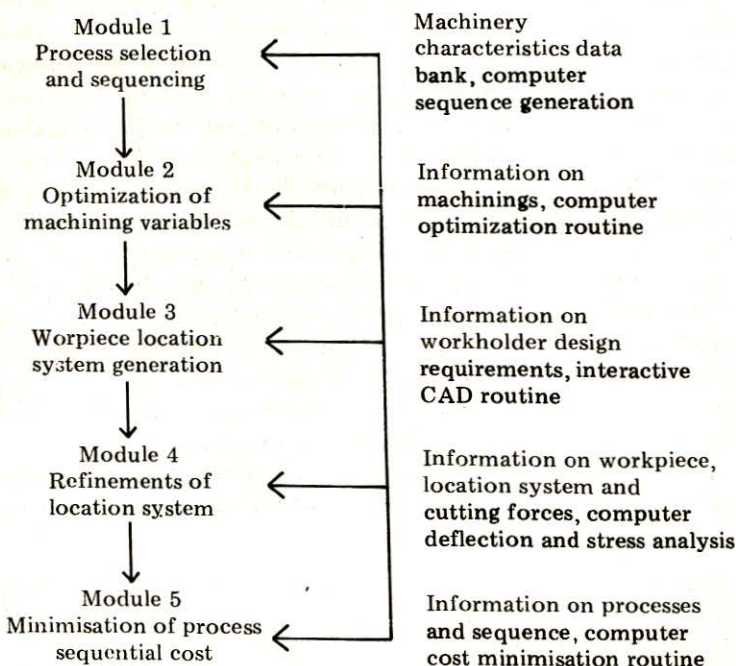 Module 1
Process selection
and sequencing
Machinery
characteristics data
bank, computer
sequence generation
Module 2
Optimization of
machining variables
Information on
machinings, computer
optimization routine
Module 3
Worpiece location
system generation
Information on
workholder design
requirements, interactive
CAD routine
Module 4
Refinements of
location system
Information on workpiece,
location system and
cutting forces, computer
deflection and stress analysis
Module 5
Minimisation of process
sequential cost
Information on processes
and sequence, computer
cost minimisation routine